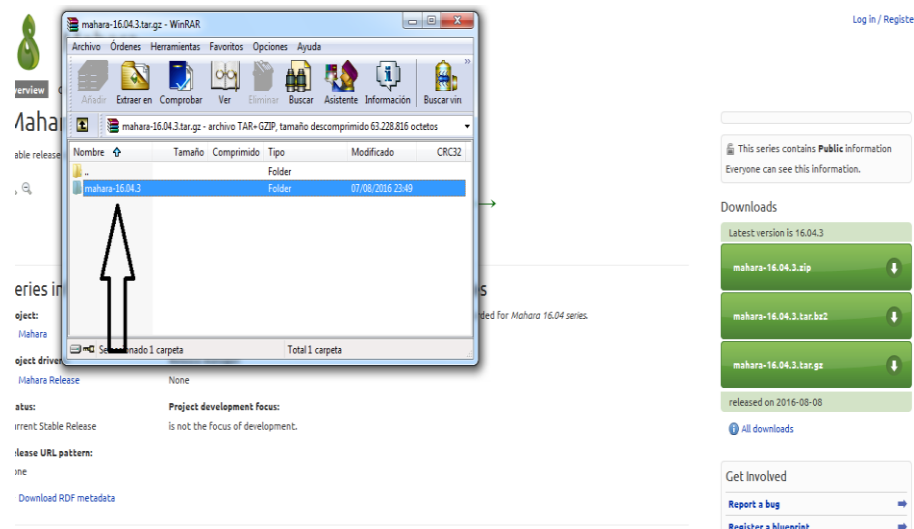 mahara-16.04.3.tar.gz - WinRAR
Archivo Órdenes Herramientas Favoritos Opciones Ayuda
Añadir Extraer en Comprobar Ver Eliminar Buscar Asistente Información Buscar vin
mahara-16.04.3.tar.gz - archivo TAR+GZIP, tamaño descomprimido 63.228.816 octetos
Nombre Tamaño Comprimido Tipo Modificado CRC32
.. Folder
mahara-16.04.3 Folder 07/08/2016 23:49
1 carpeta Total 1 carpeta
Log in / Registe
erview
Maha
able release
eries in
oject:
Mahara
oject driver
Mahara Release
None
atus:
rrent Stable Release
Project development focus:
is not the focus of development.
lease URL pattern:
one
Download RDF metadata
s
ded for Mahara 16.04 series.
This series contains Public information
Everyone can see this information.
Downloads
Latest version is 16.04.3
mahara-16.04.3.zip
mahara-16.04.3.tar.bz2
mahara-16.04.3.tar.gz
released on 2016-08-08
All downloads
Get Involved
Report a bug
Register a blueprint